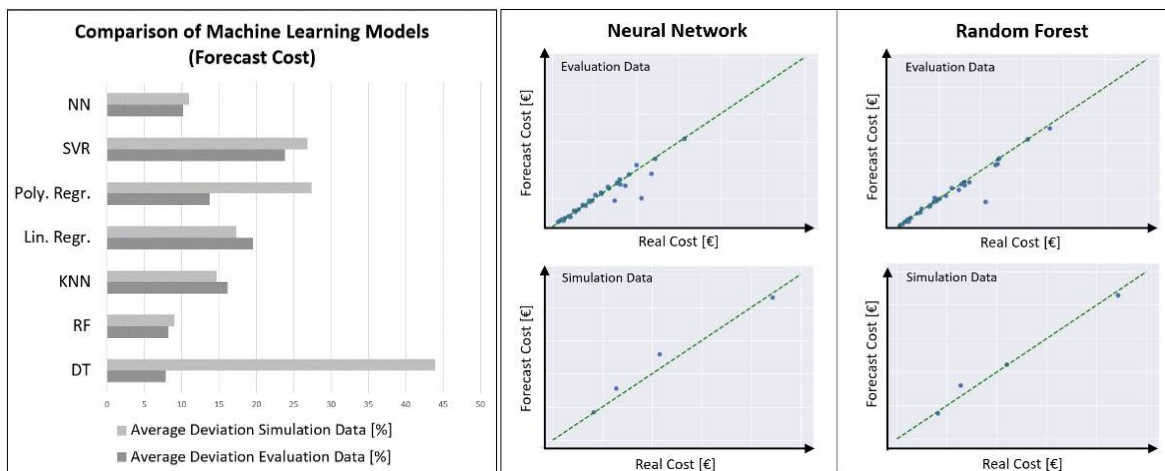 Comparison of Machine Learning Models
(Forecast Cost)
NN
SVR
Poly. Regr.
Lin. Regr.
KNN
RF
DT
0 5 10 15 20 25 30 35 40 45 50
Average Deviation Simulation Data [%]
Average Deviation Evaluation Data [%]
Neural Network
Evaluation Data
Forecast Cost [€]
Real Cost [€]
Simulation Data
Forecast Cost [€]
Real Cost [€]
Random Forest
Evaluation Data
Forecast Cost [€]
Real Cost [€]
Simulation Data
Forecast Cost [€]
Real Cost [€]